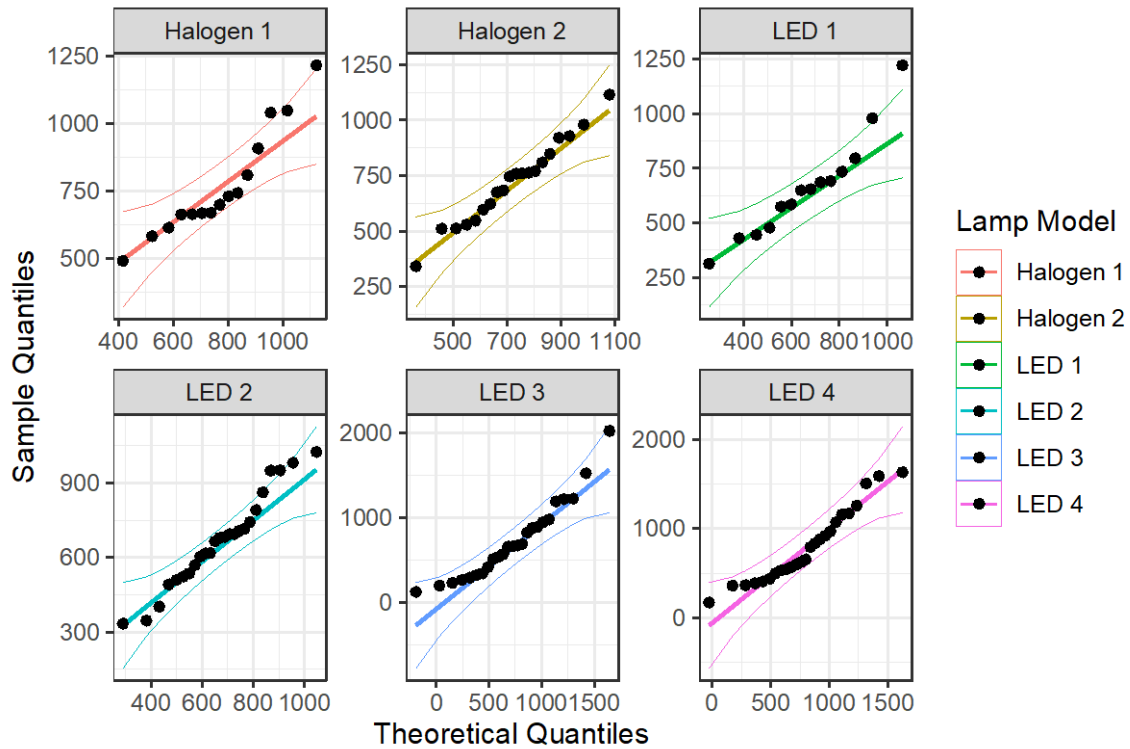 Halogen 1
Halogen 2
LED 1
1250
1000
750
500
400 600 800 1000
1250
1000
750
500
250
500 700 900 1100
1250
1000
750
500
250
400 600 800 1000
LED 2
LED 3
LED 4
900
600
300
400 600 800 1000
2000
1000
0
0 500 1000 1500
2000
1000
0
0 500 1000 1500
Sample Quantiles
Theoretical Quantiles
Lamp Model
Halogen 1
Halogen 2
LED 1
LED 2
LED 3
LED 4